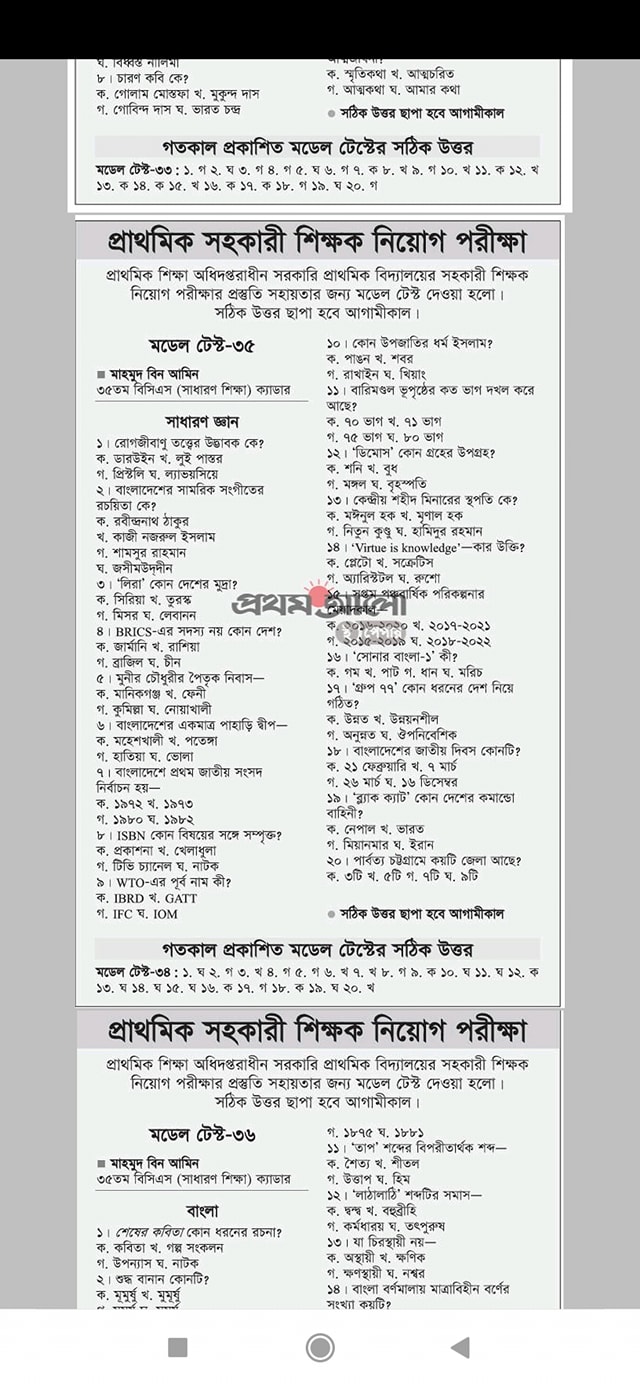 ঘ. বিধ্বস্ত নীলিমা
৮। চারণ কবি কে?
ক. গোলাম মোস্তফা খ. মুকুন্দ দাস
গ. গোবিন্দ দাস ঘ. ভারত চন্দ্র
ক. স্মৃতিকথা খ. আত্মচরিত
গ. আত্মকথা ঘ. আমার কথা
● সঠিক উত্তর ছাপা হবে আগামীকাল
গতকাল প্রকাশিত মডেল টেস্টের সঠিক উত্তর
মডেল টেস্ট-৩৩ : ১. গ ২. ঘ ৩. গ ৪. গ ৫. ঘ ৬. গ ৭. ক ৮. খ ৯. গ ১০. খ ১১. ক ১২. খ
১৩. ক ১৪. ক ১৫. খ ১৬. ক ১৭. ক ১৮. গ ১৯. ঘ ২০. গ
প্রাথমিক সহকারী শিক্ষক নিয়োগ পরীক্ষা
প্রাথমিক শিক্ষা অধিদপ্তরাধীন সরকারি প্রাথমিক বিদ্যালয়ের সহকারী শিক্ষক
নিয়োগ পরীক্ষার প্রস্তুতি সহায়তার জন্য মডেল টেস্ট দেওয়া হলো।
সঠিক উত্তর ছাপা হবে আগামীকাল।
মডেল টেস্ট-৩৫
■ মাহমুদ বিন আমিন
৩৫তম বিসিএস (সাধারণ শিক্ষা) ক্যাডার
সাধারণ জ্ঞান
১। রোগজীবাণু তত্ত্বের উদ্ভাবক কে?
ক. ডারউইন খ. লুই পাস্তুর
গ. প্রিস্টলি ঘ. ল্যাভয়সিয়ে
২। বাংলাদেশের সামরিক সংগীতের
রচয়িতা কে?
ক. রবীন্দ্রনাথ ঠাকুর
খ. কাজী নজরুল ইসলাম
গ. শামসুর রাহমান
ঘ. জসীমউদ্‌দীন
৩। 'লিরা' কোন দেশের মুদ্রা?
ক. সিরিয়া খ. তুরস্ক
গ. মিসর ঘ. লেবানন
৪। BRICS-এর সদস্য নয় কোন দেশ?
ক. জার্মানি খ. রাশিয়া
গ. ব্রাজিল ঘ. চীন
৫। মুনীর চৌধুরীর পৈতৃক নিবাস—
ক. মানিকগঞ্জ খ. ফেনী
গ. কুমিল্লা ঘ. নোয়াখালী
৬। বাংলাদেশের একমাত্র পাহাড়ি দ্বীপ—
ক. মহেশখালী খ. পতেঙ্গা
গ. হাতিয়া ঘ. ভোলা
৭। বাংলাদেশে প্রথম জাতীয় সংসদ
নির্বাচন হয়—
ক. ১৯৭২ খ. ১৯৭৩
গ. ১৯৮০ ঘ. ১৯৮২
৮। ISBN কোন বিষয়ের সঙ্গে সম্পৃক্ত?
ক. প্রকাশনা খ. খেলাধুলা
গ. টিভি চ্যানেল ঘ. নাটক
৯। WTO-এর পূর্ব নাম কী?
ক. IBRD খ. GATT
গ. IFC ঘ. IOM
১০। কোন উপজাতির ধর্ম ইসলাম?
ক. পাঙন খ. শবর
গ. রাখাইন ঘ. খিয়াং
১১। বারিমণ্ডল ভূপৃষ্ঠের কত ভাগ দখল করে
আছে?
ক. ৭০ ভাগ খ. ৭১ ভাগ
গ. ৭৫ ভাগ ঘ. ৮০ ভাগ
১২। 'ডিমোস' কোন গ্রহের উপগ্রহ?
ক. শনি খ. বুধ
গ. মঙ্গল ঘ. বৃহস্পতি
১৩। কেন্দ্রীয় শহীদ মিনারের স্থপতি কে?
ক. মঈনুল হক খ. মৃণাল হক
গ. নিতুন কুণ্ডু ঘ. হামিদুর রহমান
১৪। 'Virtue is knowledge'—কার উক্তি?
ক. প্লেটো খ. সক্রেটিস
গ. অ্যারিস্টটল ঘ. রুশো
১৫। সপ্তম পঞ্চবার্ষিক পরিকল্পনার
মেয়াদকাল—
ক. ২০১৬-২০২০ খ. ২০১৭-২০২১
গ. ২০১৫-২০১৯ ঘ. ২০১৮-২০২২
প্রথম আলো
ই পেপার
১৬। 'সোনার বাংলা-১' কী?
ক. গম খ. পাট গ. ধান ঘ. মরিচ
১৭। 'গ্রুপ ৭৭' কোন ধরনের দেশ নিয়ে
গঠিত?
ক. উন্নত খ. উন্নয়নশীল
গ. অনুন্নত ঘ. ঔপনিবেশিক
১৮। বাংলাদেশের জাতীয় দিবস কোনটি?
ক. ২১ ফেব্রুয়ারি খ. ৭ মার্চ
গ. ২৬ মার্চ ঘ. ১৬ ডিসেম্বর
১৯। 'ব্ল্যাক ক্যাট' কোন দেশের কমান্ডো
বাহিনী?
ক. নেপাল খ. ভারত
গ. মিয়ানমার ঘ. ইরান
২০। পার্বত্য চট্টগ্রামে কয়টি জেলা আছে?
ক. ৩টি খ. ৫টি গ. ৭টি ঘ. ৯টি
● সঠিক উত্তর ছাপা হবে আগামীকাল
গতকাল প্রকাশিত মডেল টেস্টের সঠিক উত্তর
মডেল টেস্ট-৩৪ : ১. ঘ ২. গ ৩. খ ৪. গ ৫. গ ৬. খ ৭. খ ৮. গ ৯. ক ১০. ঘ ১১. ঘ ১২. ক
১৩. ঘ ১৪. ঘ ১৫. ঘ ১৬. ক ১৭. গ ১৮. ক ১৯. ঘ ২০. খ
প্রাথমিক সহকারী শিক্ষক নিয়োগ পরীক্ষা
প্রাথমিক শিক্ষা অধিদপ্তরাধীন সরকারি প্রাথমিক বিদ্যালয়ের সহকারী শিক্ষক
নিয়োগ পরীক্ষার প্রস্তুতি সহায়তার জন্য মডেল টেস্ট দেওয়া হলো।
সঠিক উত্তর ছাপা হবে আগামীকাল।
মডেল টেস্ট-৩৬
■ মাহমুদ বিন আমিন
৩৫তম বিসিএস (সাধারণ শিক্ষা) ক্যাডার
বাংলা
১। শেষের কবিতা কোন ধরনের রচনা?
ক. কবিতা খ. গল্প সংকলন
গ. উপন্যাস ঘ. নাটক
২। শুদ্ধ বানান কোনটি?
ক. মূমুর্ষু খ. মুমূর্ষু
গ. ১৮৭৫ ঘ. ১৮৮১
১১। 'তাপ' শব্দের বিপরীতার্থক শব্দ—
ক. শৈত্য খ. শীতল
গ. উত্তাপ ঘ. হিম
১২। 'লাঠালাঠি' শব্দটির সমাস—
ক. দ্বন্দ্ব খ. বহুব্রীহি
গ. কর্মধারয় ঘ. তৎপুরুষ
১৩। যা চিরস্থায়ী নয়—
ক. অস্থায়ী খ. ক্ষণিক
গ. ক্ষণস্থায়ী ঘ. নশ্বর
১৪। বাংলা বর্ণমালায় মাত্রাবিহীন বর্ণের
সংখ্যা কয়টি?